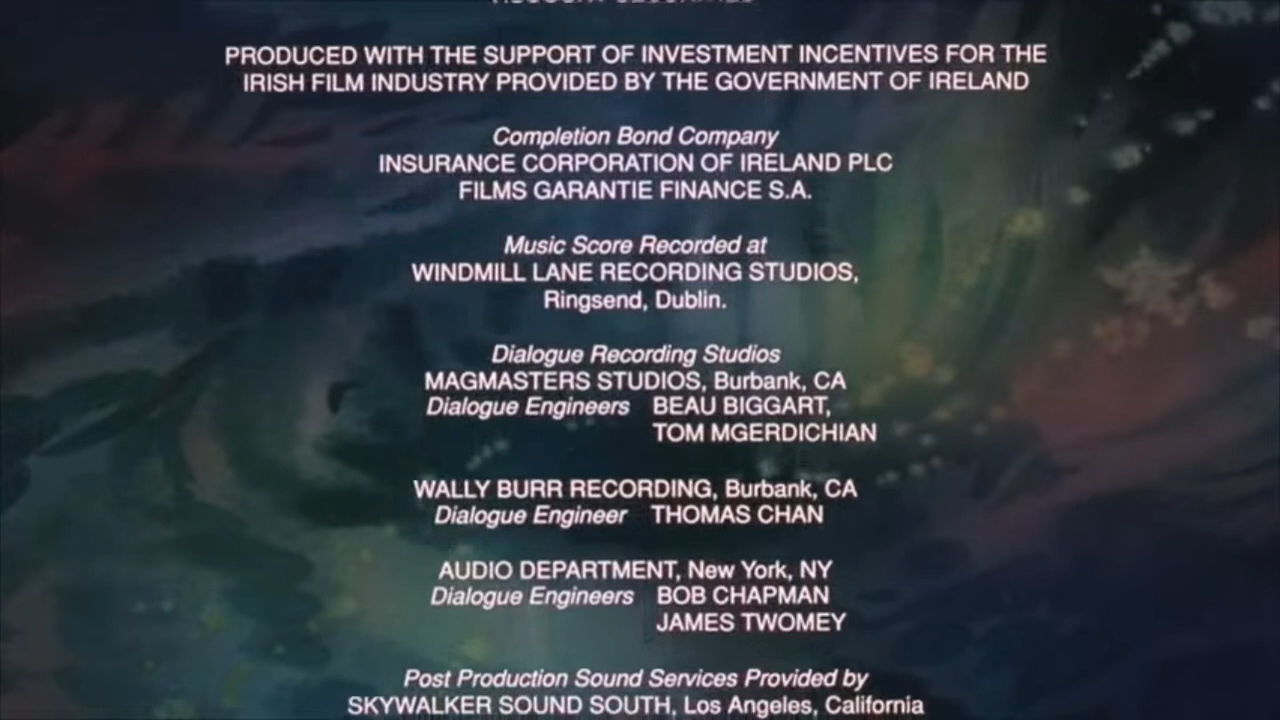 PRODUCED WITH THE SUPPORT OF INVESTMENT INCENTIVES FOR THE
IRISH FILM INDUSTRY PROVIDED BY THE GOVERNMENT OF IRELAND
Completion Bond Company
INSURANCE CORPORATION OF IRELAND PLC
FILMS GARANTIE FINANCE S.A.
Music Score Recorded at
WINDMILL LANE RECORDING STUDIOS,
Ringsend, Dublin.
Dialogue Recording Studios
MAGMASTERS STUDIOS, Burbank, CA
Dialogue Engineers BEAU BIGGART,
TOM MGERDICHIAN
WALLY BURR RECORDING, Burbank, CA
Dialogue Engineer THOMAS CHAN
AUDIO DEPARTMENT, New York, NY
Dialogue Engineers BOB CHAPMAN
JAMES TWOMEY
Post Production Sound Services Provided by
SKYWALKER SOUND SOUTH, Los Angeles, California